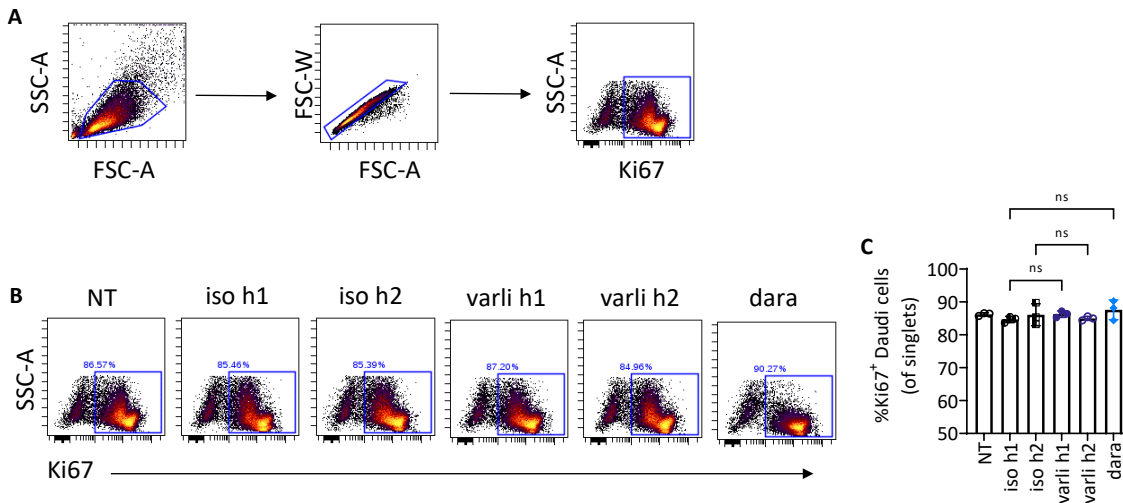 A
SSC-A
FSC-A
FSC-W
FSC-A
SSC-A
Ki67
B
NT
iso h1
iso h2
varli h1
varli h2
dara
SSC-A
86.57%
85.46%
85.39%
87.20%
84.96%
90.27%
Ki67
C
ns
ns
ns
%Ki67+ Daudi cells
(of singlets)
100
90
80
70
60
50
NT
iso h1
iso h2
varli h1
varli h2
dara